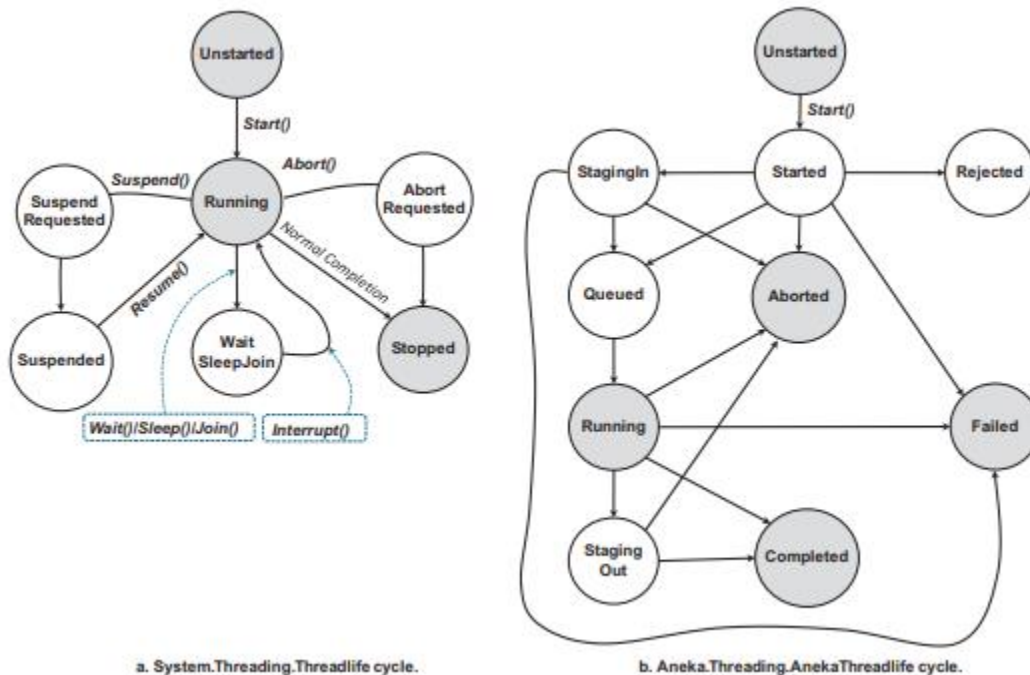 Unstarted
Start()
Suspend()
Abort()
Suspend
Requested
Running
Abort
Requested
Normal Completion
Resume()
Suspended
Wait
SleepJoin
Stopped
Wait()/Sleep()/Join()
Interrupt()
a. System.Threading.Threadlife cycle.
Unstarted
Start()
StagingIn
Started
Rejected
Queued
Aborted
Running
Failed
Staging
Out
Completed
b. Aneka.Threading.AnekaThreadlife cycle.